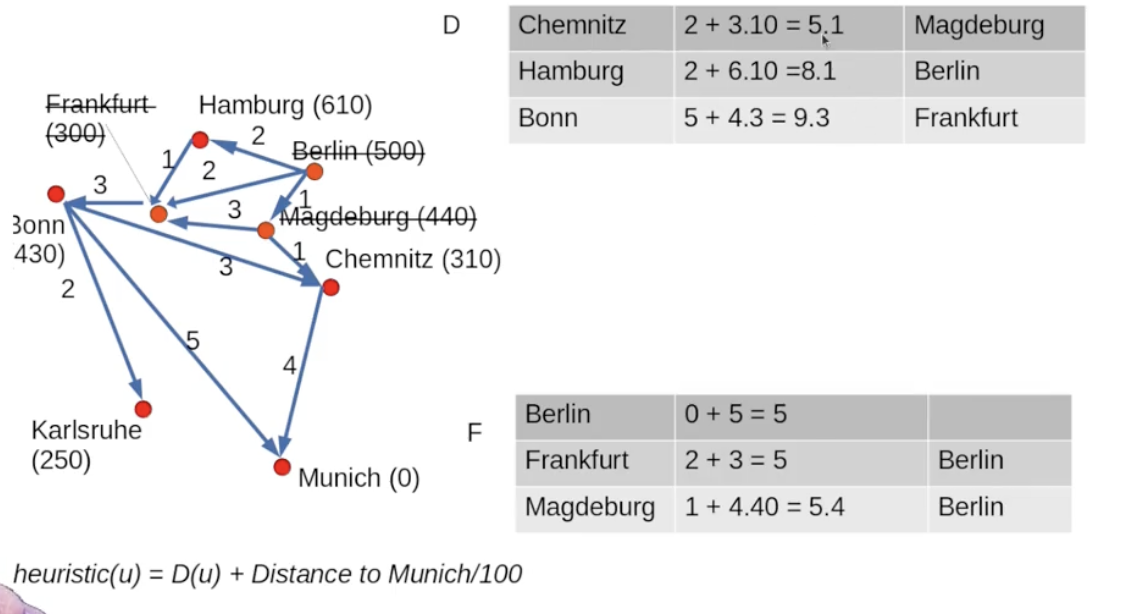 D
Chemnitz 2 + 3.10 = 5.1 Magdeburg
Hamburg 2 + 6.10 =8.1 Berlin
Bonn 5 + 4.3 = 9.3 Frankfurt
Frankfurt
(300)
Hamburg (610)
2
Berlin (500)
1
2
3
1
3
Magdeburg (440)
Bonn
430)
1
Chemnitz (310)
3
2
5
4
Karlsruhe
(250)
Munich (0)
F
Berlin 0 + 5 = 5
Frankfurt 2 + 3 = 5 Berlin
Magdeburg 1 + 4.40 = 5.4 Berlin
heuristic(u) = D(u) + Distance to Munich/100